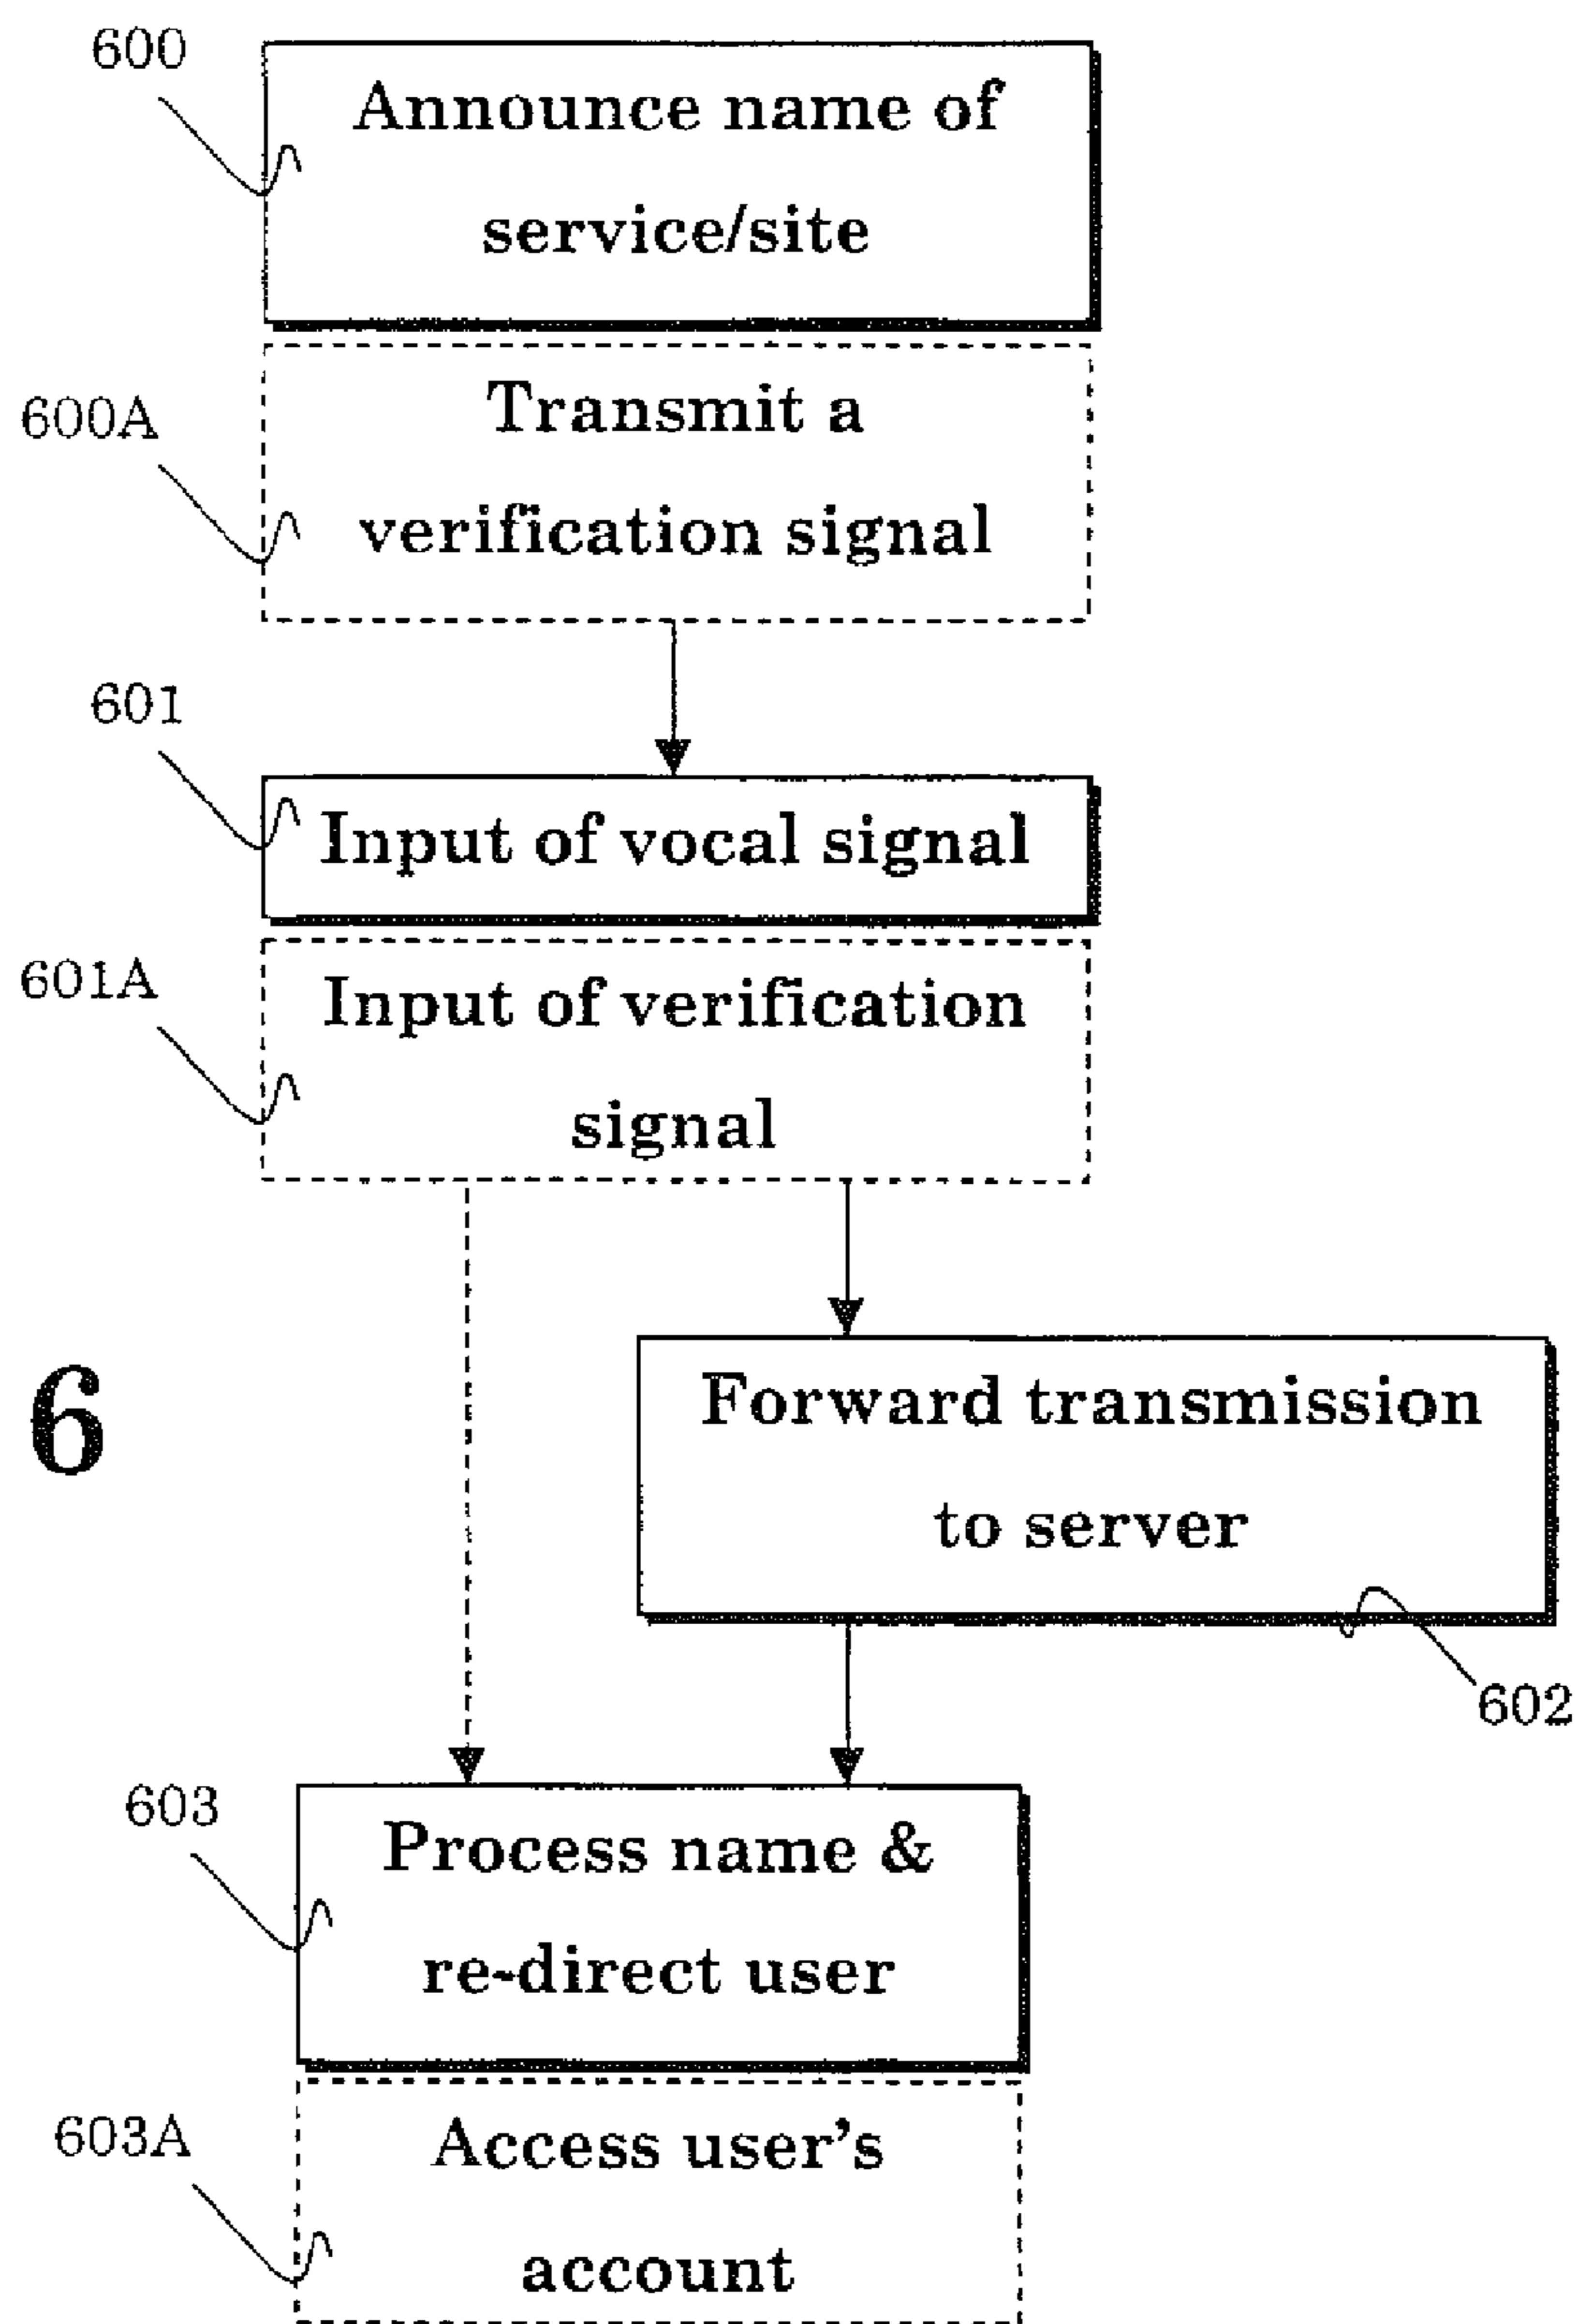 600
Announce name of
service/site
600A
Transmit a
verification signal
601
Input of vocal signal
601A
Input of verification
signal
6
Forward transmission
to server
602
603
Process name &
re-direct user
603A
Access user's
account